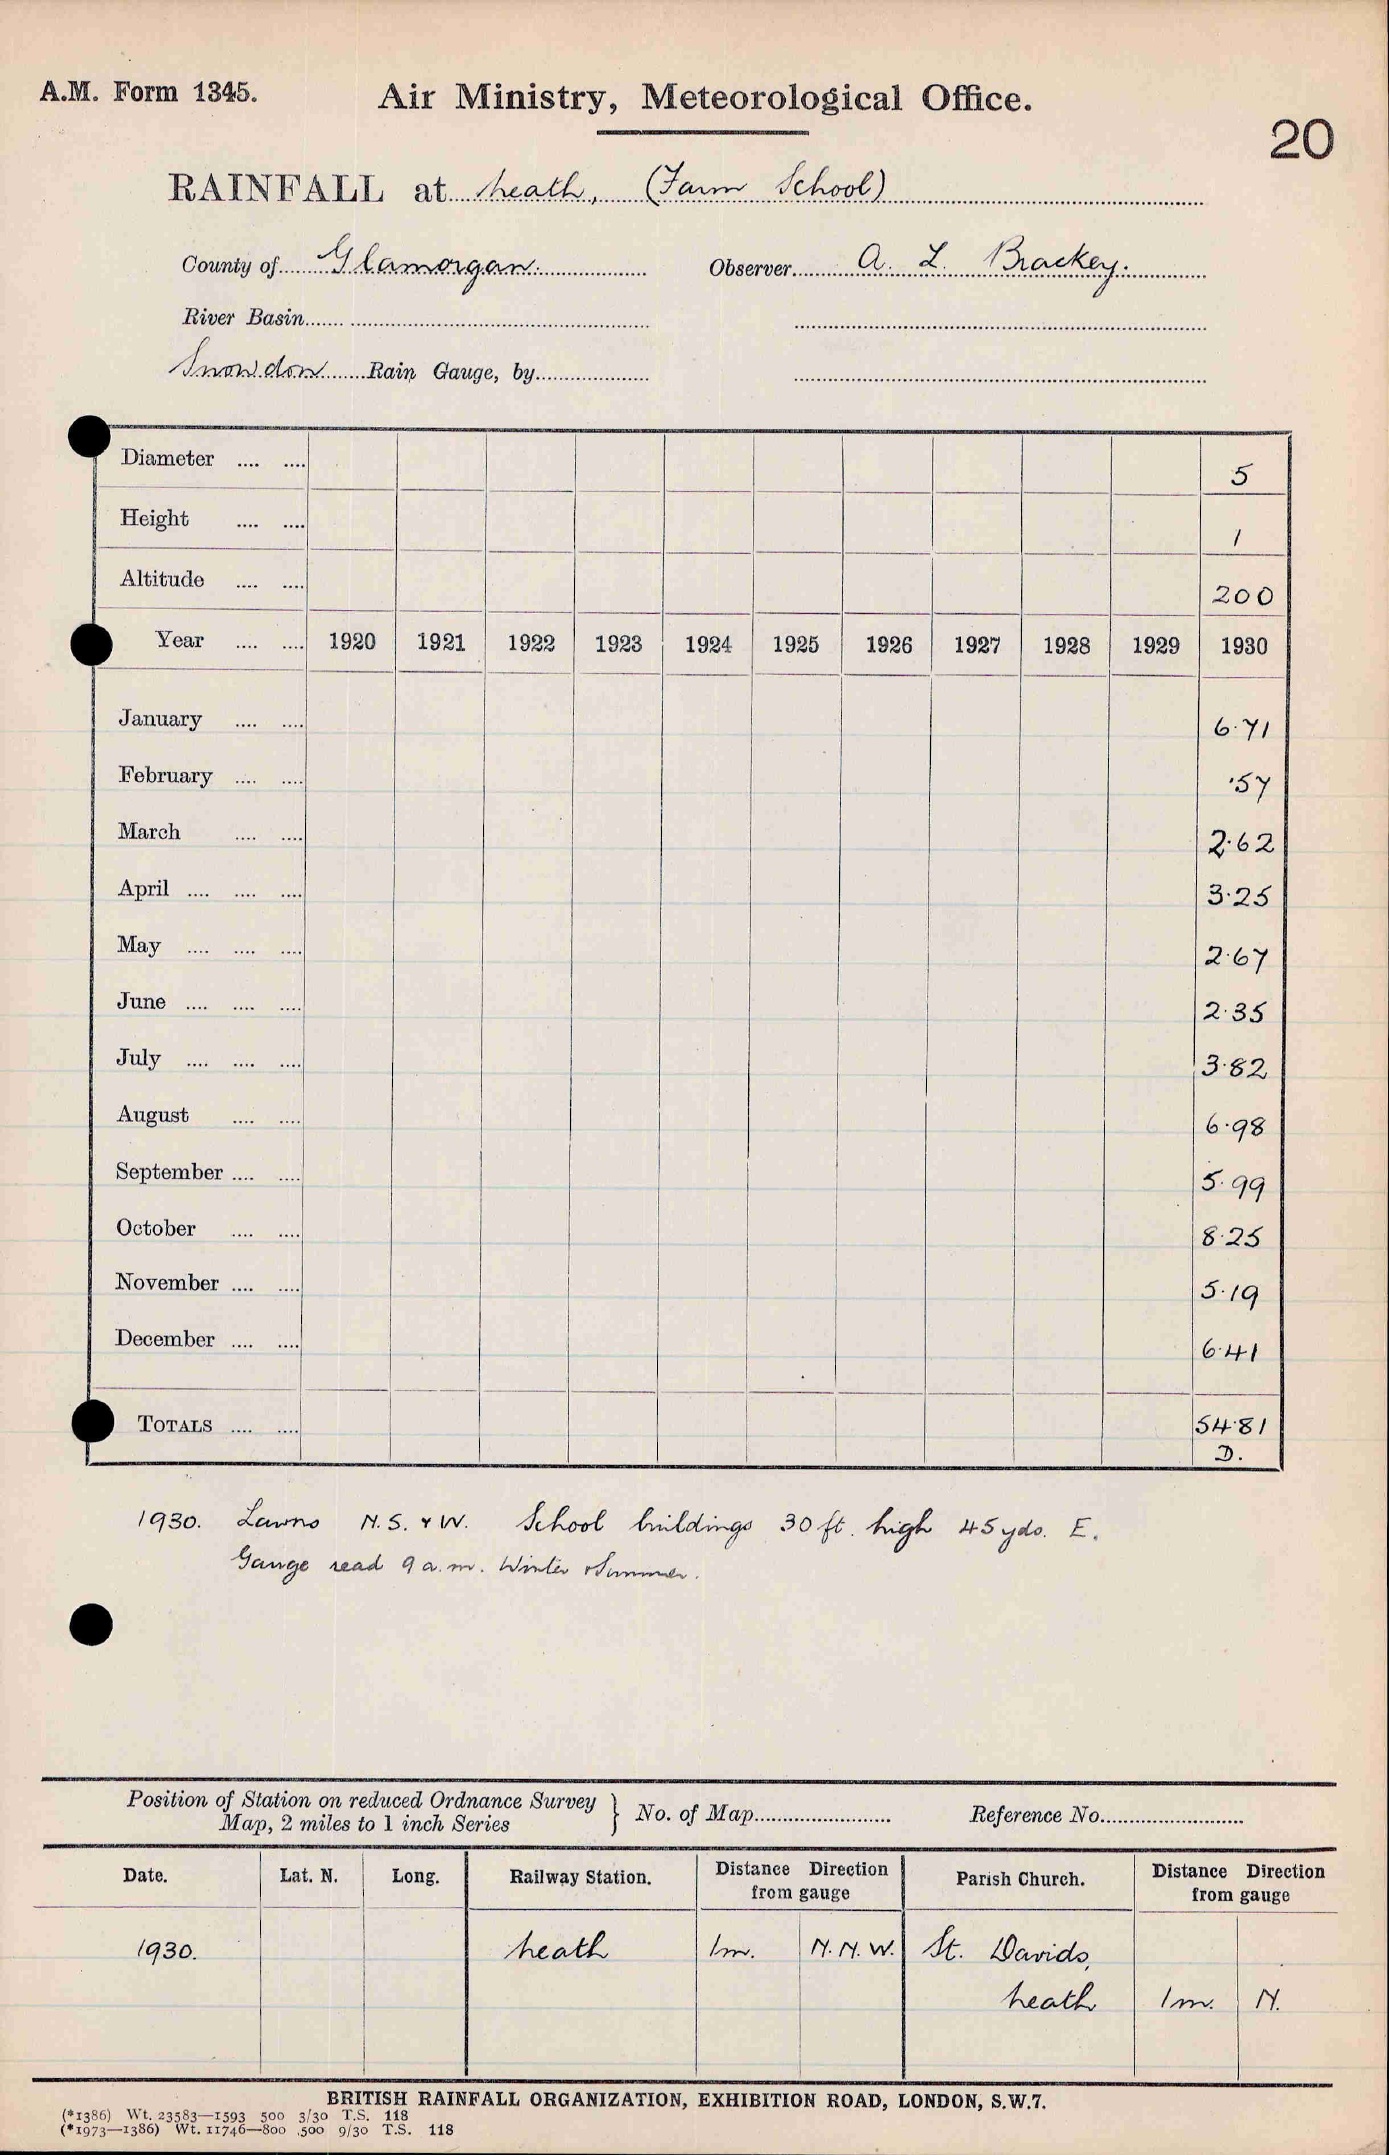 A.M. Form 1345.
Air Ministry, Meteorological Office.
20
RAINFALL at Neath, (Farm School)
County of Glamorgan. Observer A. L. Brackey.
River Basin
Snowdon Rain Gauge, by
Diameter .... .... 5
Height .... .... 1
Altitude .... .... 200
Year .... .... 1920 1921 1922 1923 1924 1925 1926 1927 1928 1929 1930
January .... .... 6.71
February .... .... .57
March .... .... 2.62
April .... .... .... 3.25
May .... .... .... 2.67
June .... .... .... 2.35
July .... .... .... 3.82
August .... .... 6.98
September .... .... 5.99
October .... .... 8.25
November .... .... 5.19
December .... .... 6.41
TOTALS .... .... 54.81
D.
1930. Lawns N.S. & W. School buildings 30 ft. high 45 yds. E.
Gauge read 9 a.m. Winter & Summer.
Position of Station on reduced Ordnance Survey
Map, 2 miles to 1 inch Series } No. of Map Reference No.
Date. Lat. N. Long. Railway Station. Distance Direction from gauge Parish Church. Distance Direction from gauge
1930. Neath 1m. N.N.W. St. Davids,
Neath 1m. N.
BRITISH RAINFALL ORGANIZATION, EXHIBITION ROAD, LONDON, S.W.7.
(*1386) Wt. 23583—1593 500 3/30 T.S. 118
(*1973—1386) Wt. 11746—800 500 9/30 T.S. 118